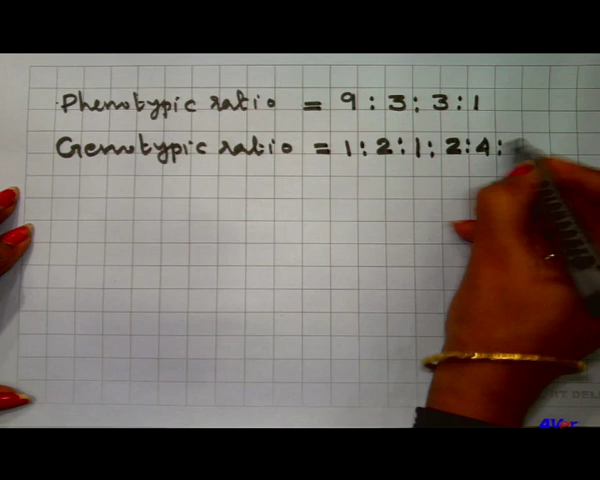 Phenotypic ratio = 9 : 3 : 3 : 1
Genotypic ratio = 1 : 2 : 1 : 2 : 4 :